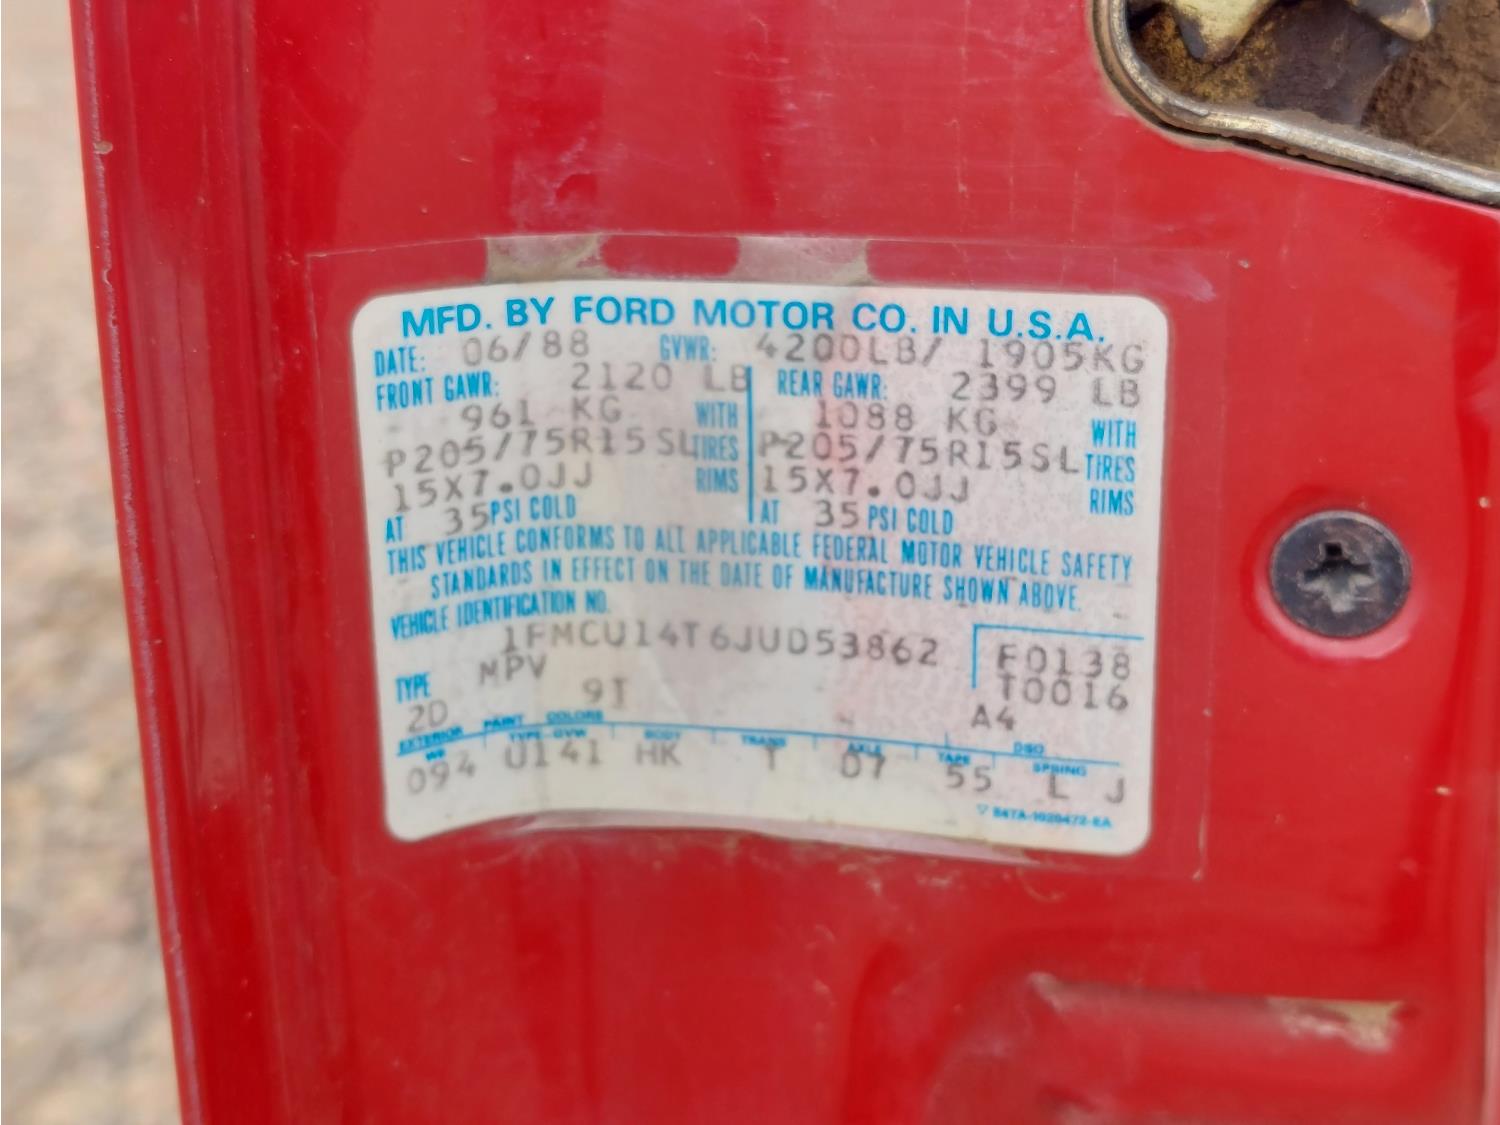 MFD. BY FORD MOTOR CO. IN U.S.A.
DATE: 06/88 GVWR: 4200LB/ 1905KG
FRONT GAWR: 2120 LB REAR GAWR: 2399 LB
961 KG WITH 1088 KG WITH
P205/75R15SL TIRES P205/75R15SL TIRES
15X7.0JJ RIMS 15X7.0JJ RIMS
AT 35 PSI COLD AT 35 PSI COLD
THIS VEHICLE CONFORMS TO ALL APPLICABLE FEDERAL MOTOR VEHICLE SAFETY
STANDARDS IN EFFECT ON THE DATE OF MANUFACTURE SHOWN ABOVE.
VEHICLE IDENTIFICATION NO.
1FMCU14T6JUD53862 F0138
TYPE MPV T0016
2D 9T A4
EXTERIOR PAINT COLORS DSO
WB TYPE-GVW BODY TRANS AXLE TAPE SPRING
094 U141 HK T D7 55 L J